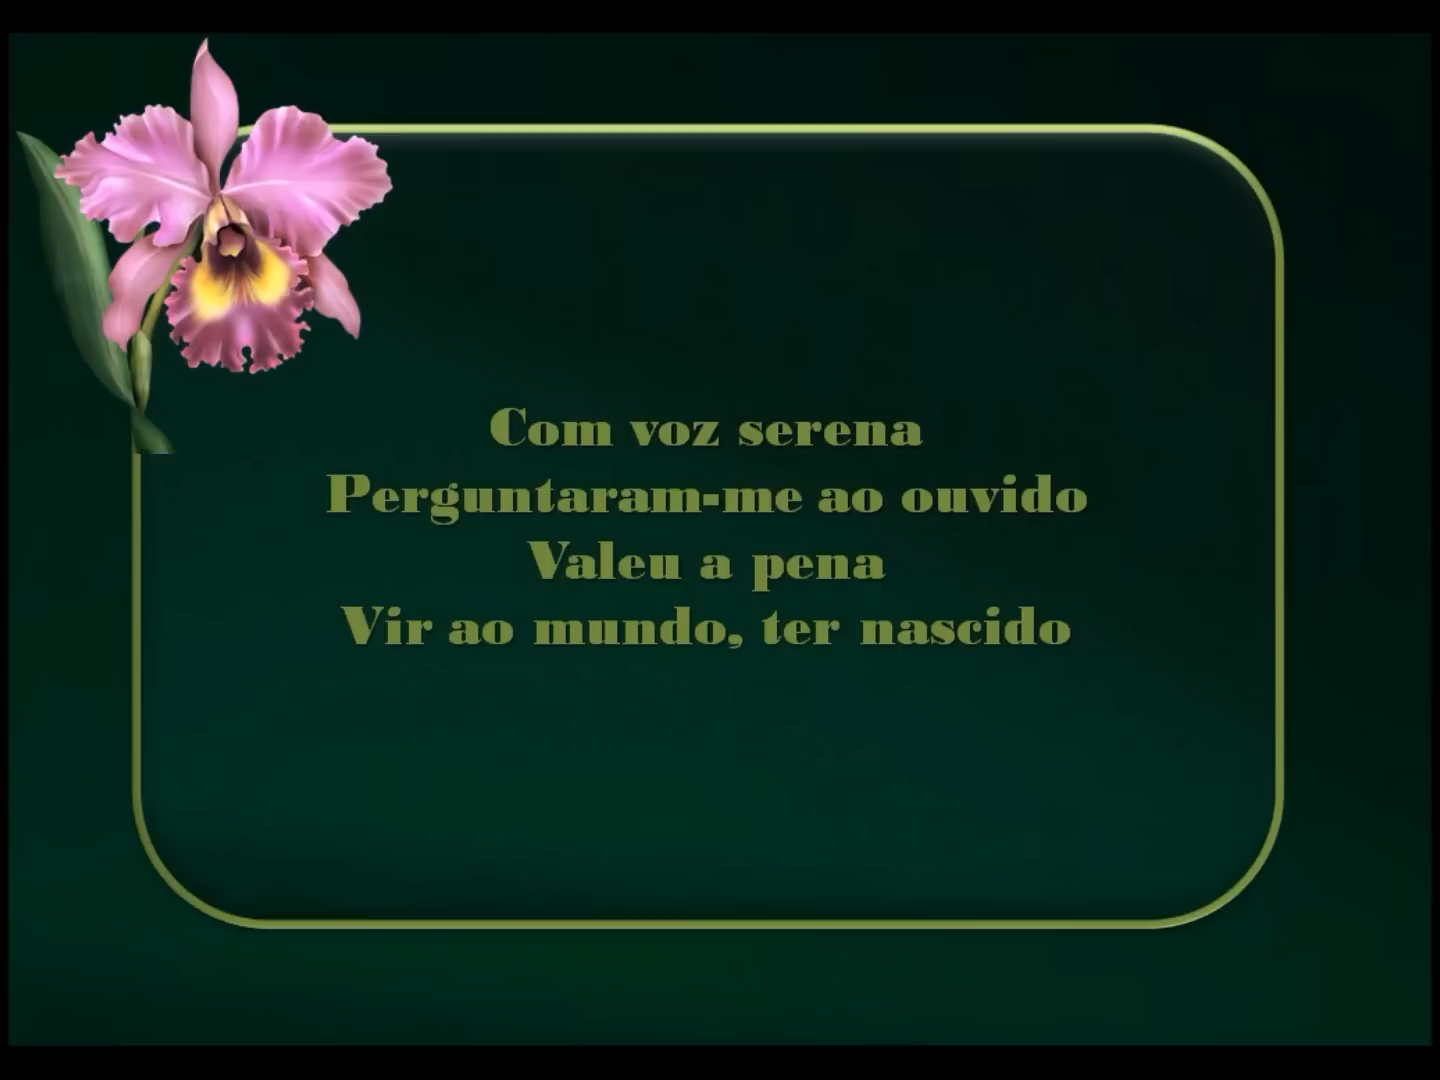 Com voz serena
Perguntaram-me ao ouvido
Valeu a pena
Vir ao mundo, ter nascido